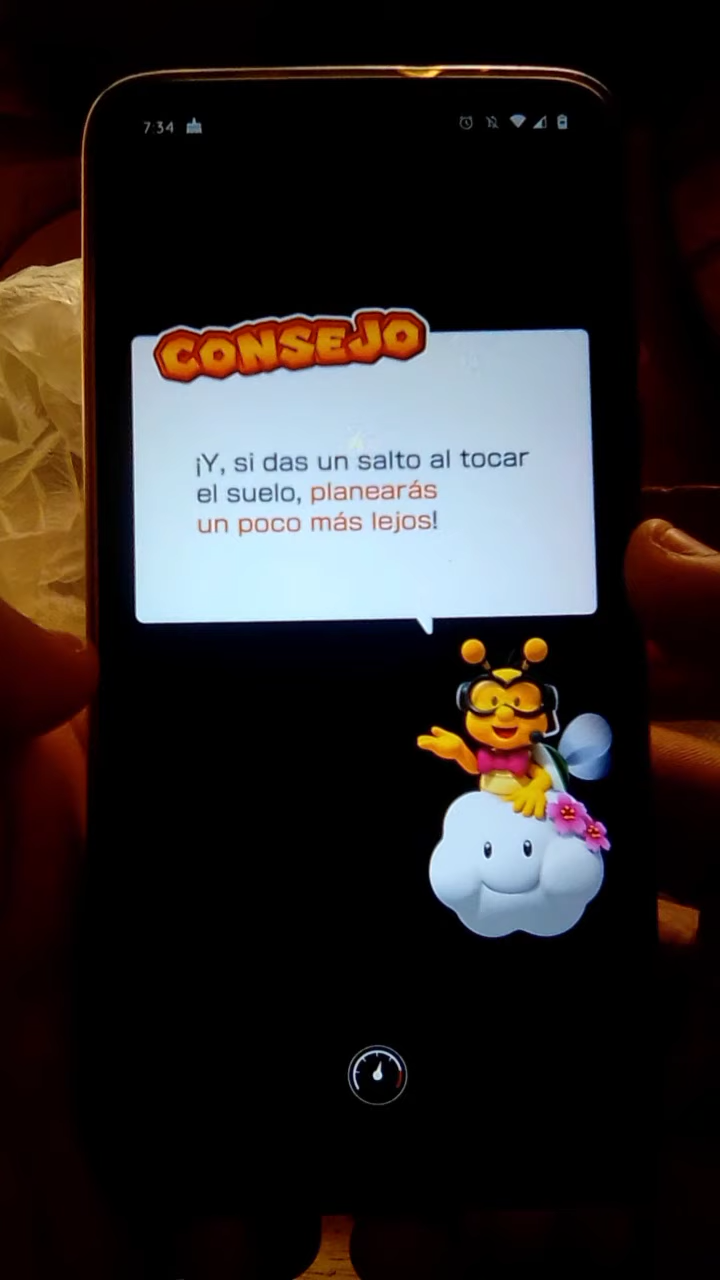 7:34
CONSEJO
¡Y, si das un salto al tocar
el suelo, planearás
un poco más lejos!